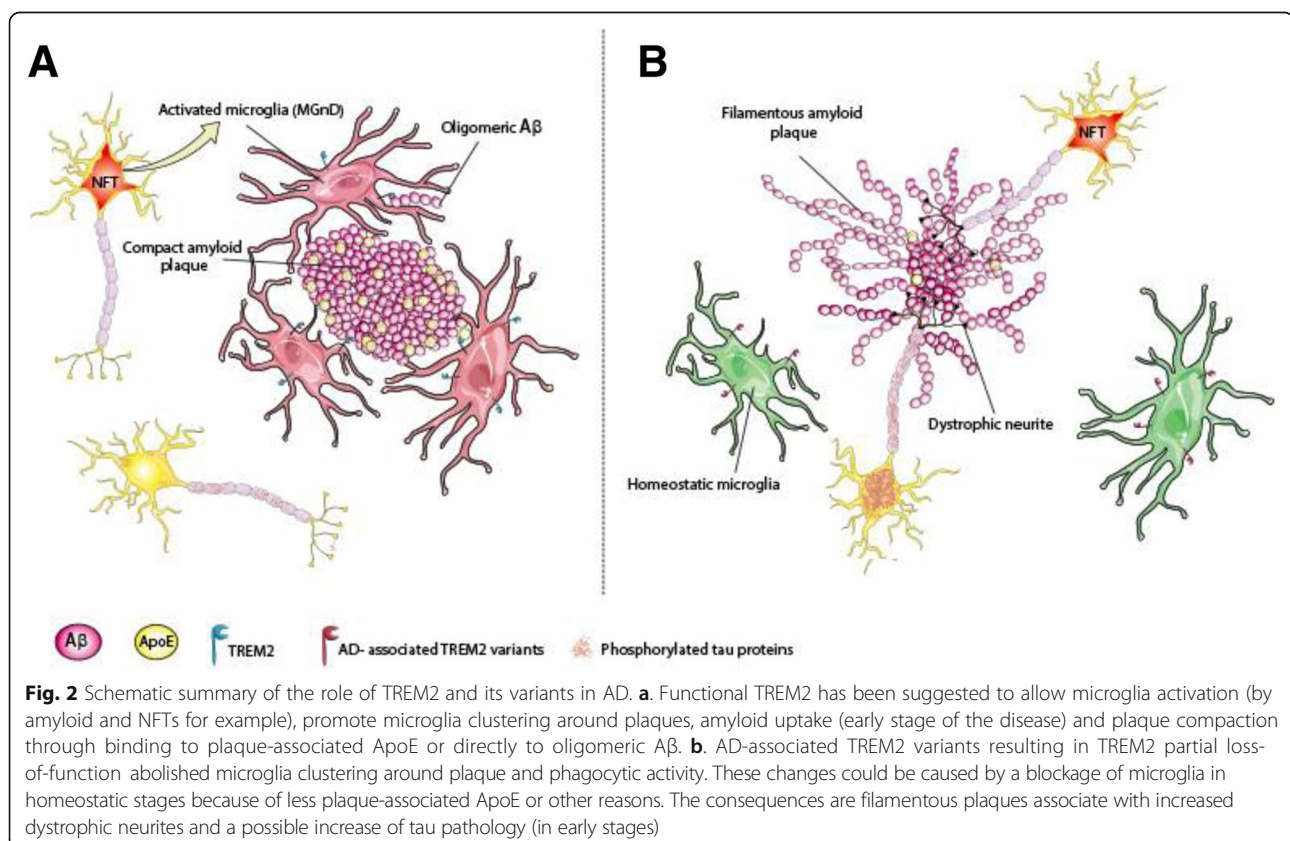 A
B
Activated microglia (MGnD)
Oligomeric Aβ
NFT
Compact amyloid
plaque
Filamentous amyloid
plaque
NFT
Dystrophic neurite
Homeostatic microglia
Aβ
ApoE
TREM2
AD- associated TREM2 variants
Phosphorylated tau proteins
Fig. 2 Schematic summary of the role of TREM2 and its variants in AD. a. Functional TREM2 has been suggested to allow microglia activation (by
amyloid and NFTs for example), promote microglia clustering around plaques, amyloid uptake (early stage of the disease) and plaque compaction
through binding to plaque-associated ApoE or directly to oligomeric Aβ. b. AD-associated TREM2 variants resulting in TREM2 partial loss-
of-function abolished microglia clustering around plaque and phagocytic activity. These changes could be caused by a blockage of microglia in
homeostatic stages because of less plaque-associated ApoE or other reasons. The consequences are filamentous plaques associate with increased
dystrophic neurites and a possible increase of tau pathology (in early stages)